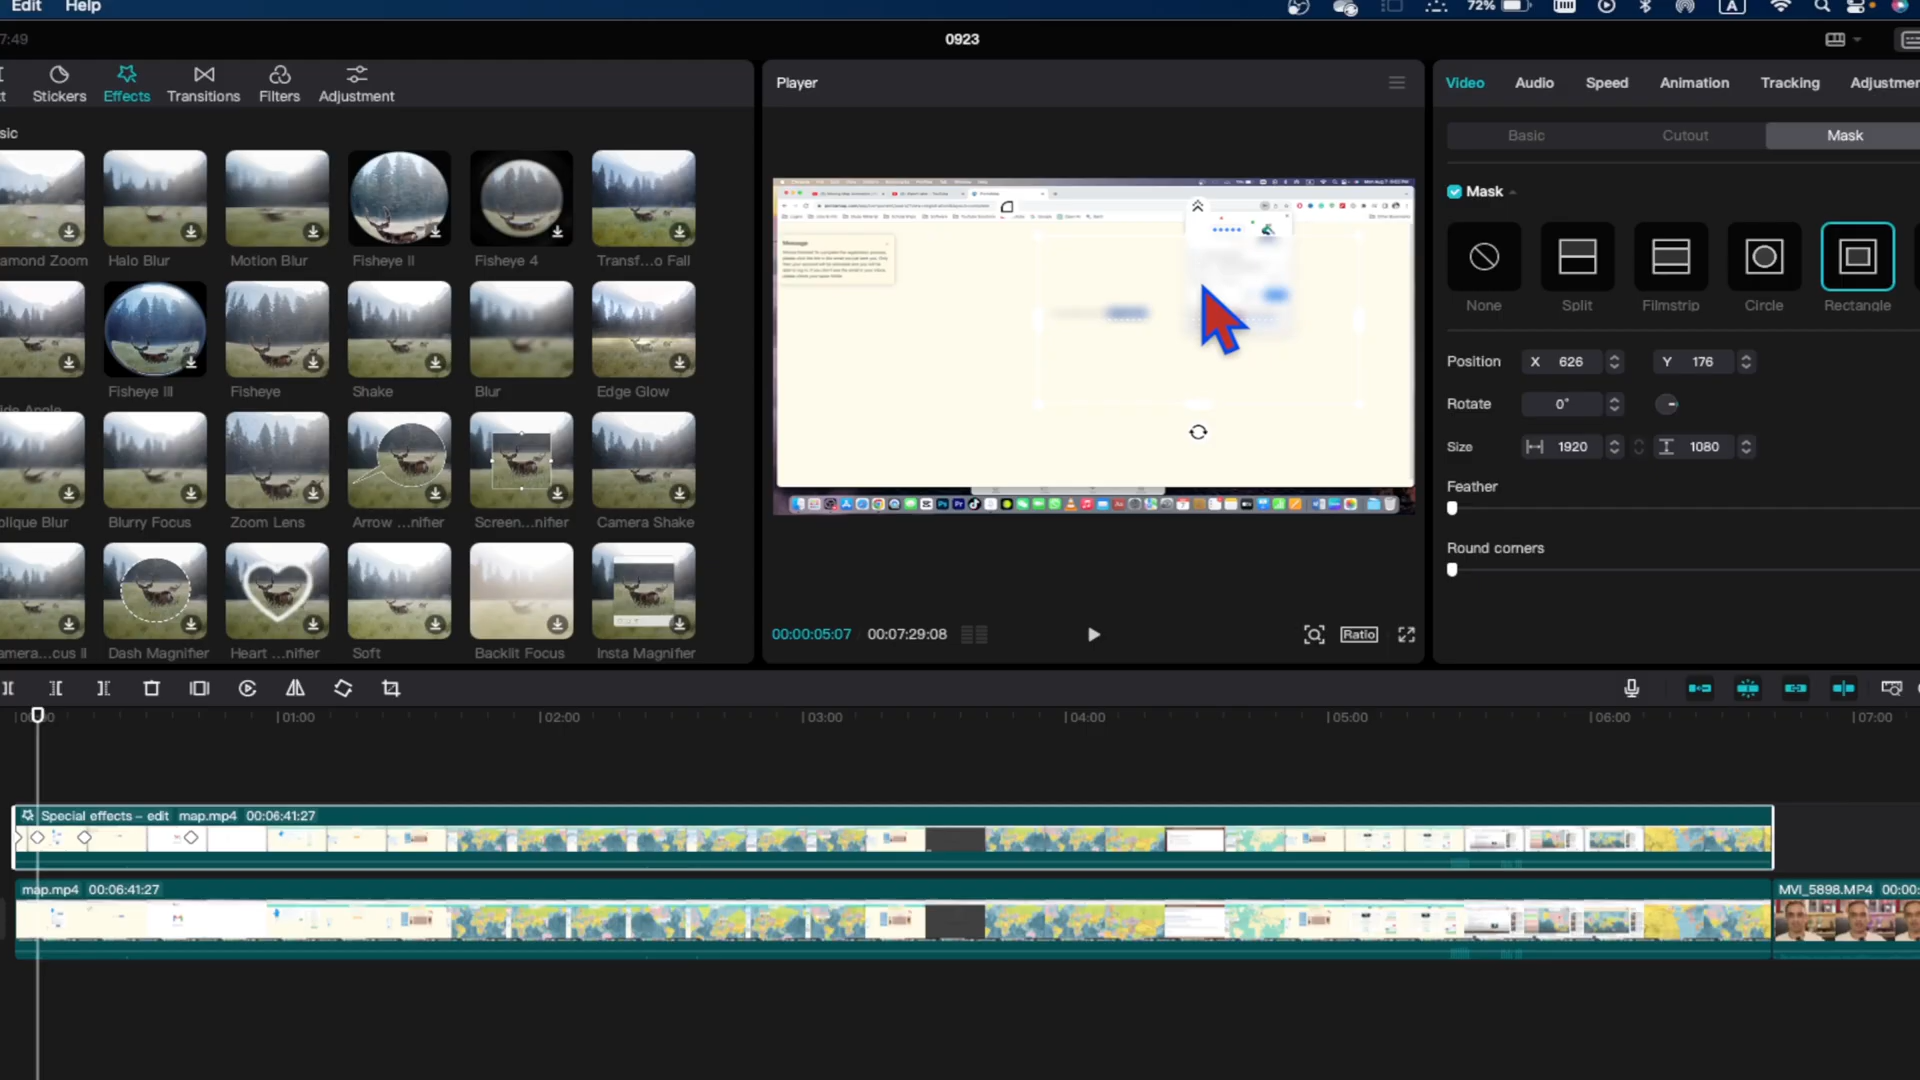 Edit Help 72% A
7:49 0923
Stickers Effects Transitions Filters Adjustment
Player
Video Audio Speed Animation Tracking Adjustmen
Basic Cutout Mask
sic
Mask
amond Zoom Halo Blur Motion Blur Fisheye II Fisheye 4 Transf...o Fall
None Split Filmstrip Circle Rectangle
Message
Position X 626 Y 176
Fisheye III Fisheye Shake Blur Edge Glow
Rotate 0°
Size 1920 1080
Feather
blique Blur Blurry Focus Zoom Lens Arrow ...nifier Screen...nifier Camera Shake
Round corners
amera...cus II Dash Magnifier Heart ...nifier Soft Backlit Focus Insta Magnifier
00:00:05:07 00:07:29:08 Ratio
01:00 02:00 03:00 04:00 05:00 06:00 07:00
Special effects – edit map.mp4 00:06:41:27
map.mp4 00:06:41:27 MVI_5898.MP4 00:00: